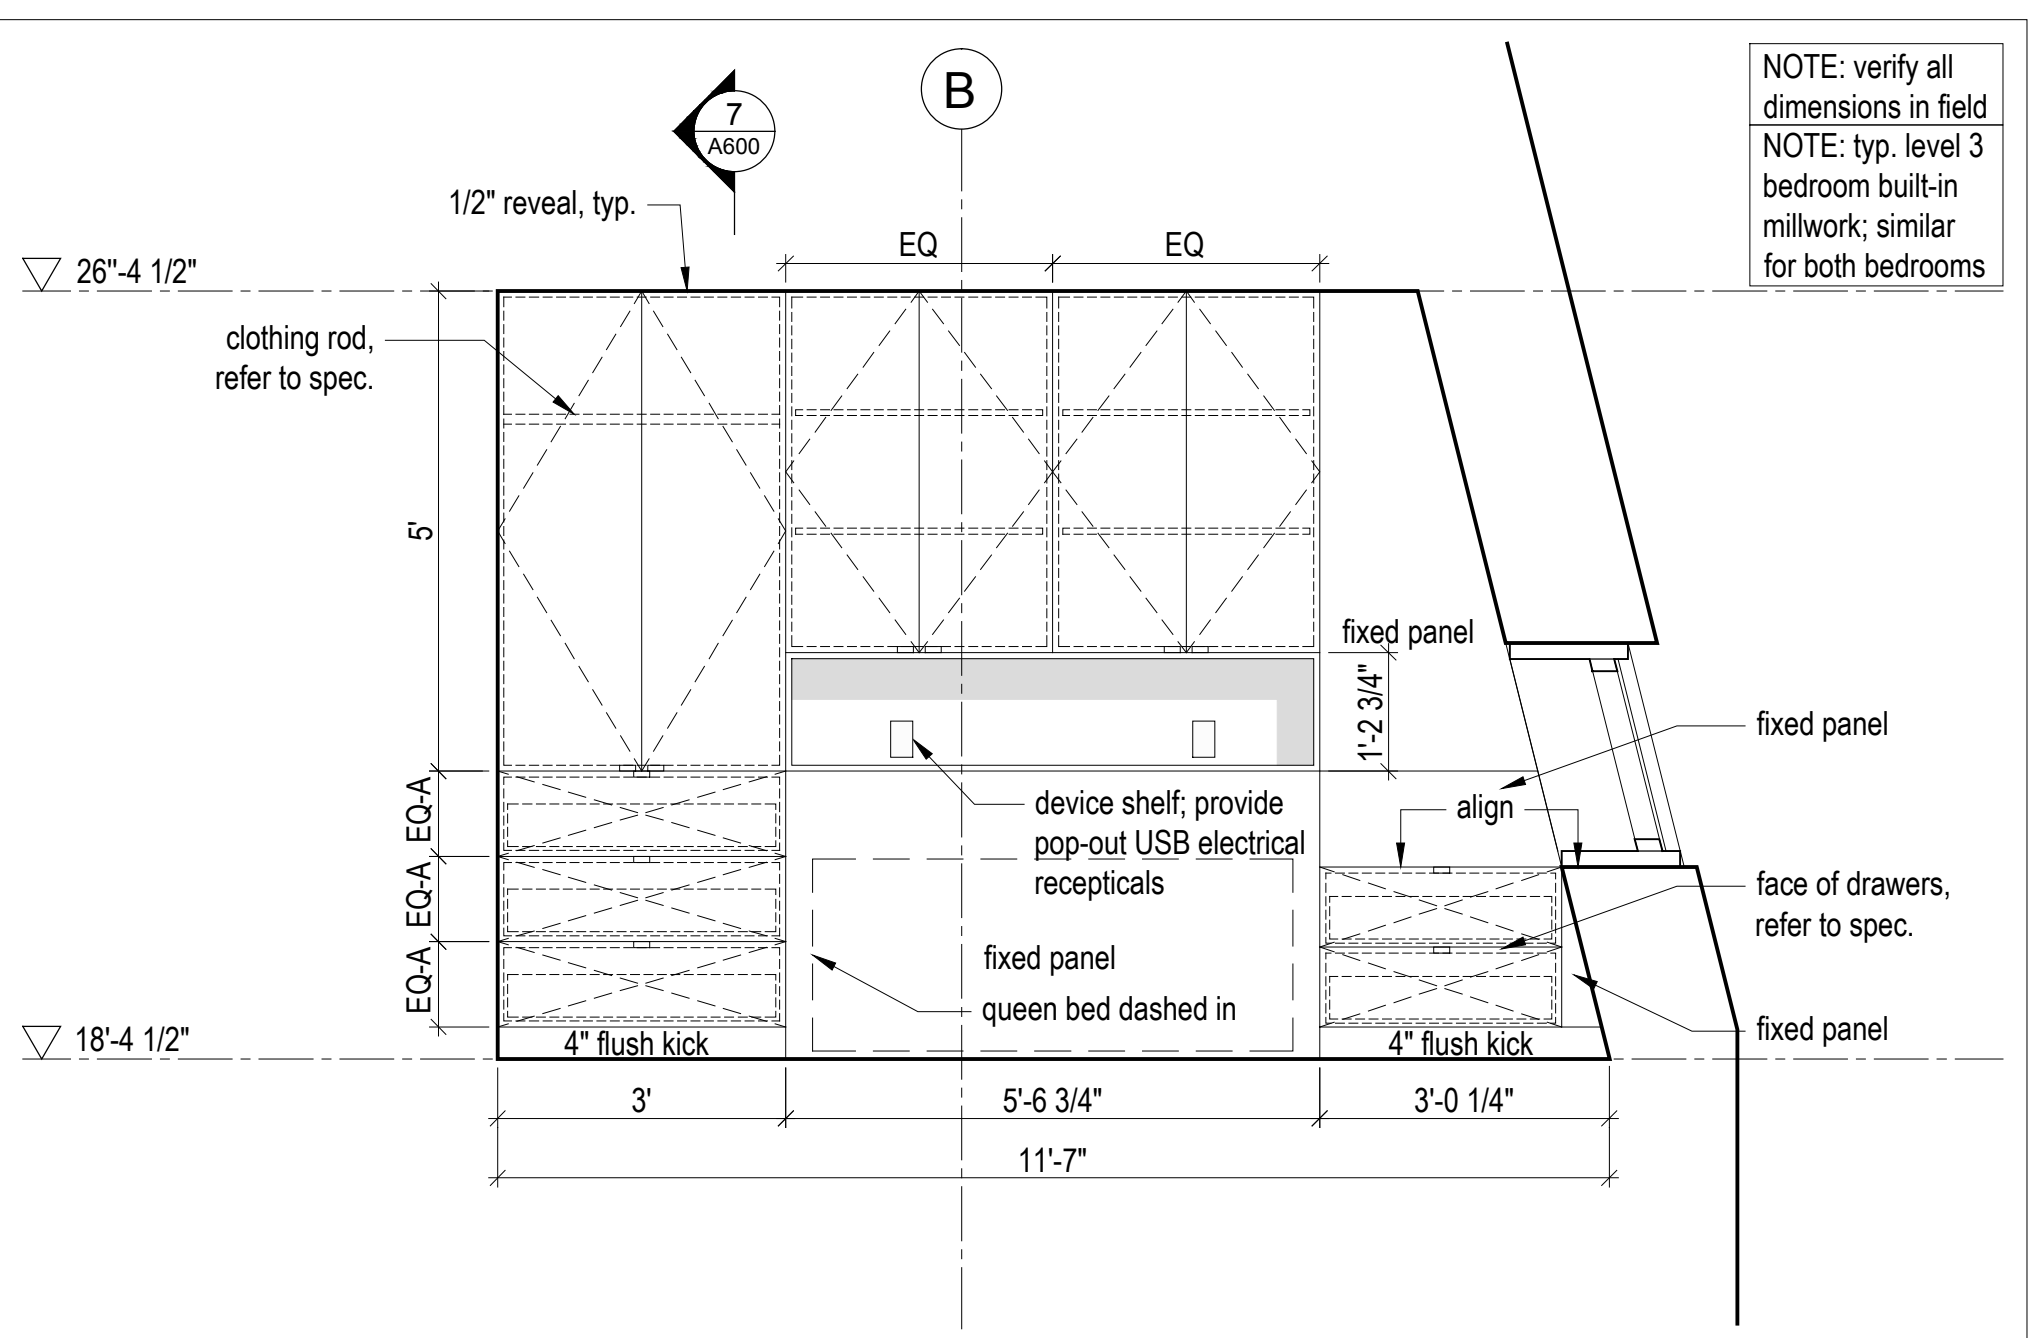 NOTE: verify all
dimensions in field
NOTE: typ. level 3
bedroom built-in
millwork; similar
for both bedrooms
B
7
A600
1/2" reveal, typ.
EQ
EQ
26"-4 1/2"
clothing rod,
refer to spec.
5'
fixed panel
1'-2 3/4"
fixed panel
align
EQ-A
EQ-A
EQ-A
device shelf; provide
pop-out USB electrical
recepticals
face of drawers,
refer to spec.
fixed panel
queen bed dashed in
fixed panel
18'-4 1/2"
4" flush kick
4" flush kick
3'
5'-6 3/4"
3'-0 1/4"
11'-7"